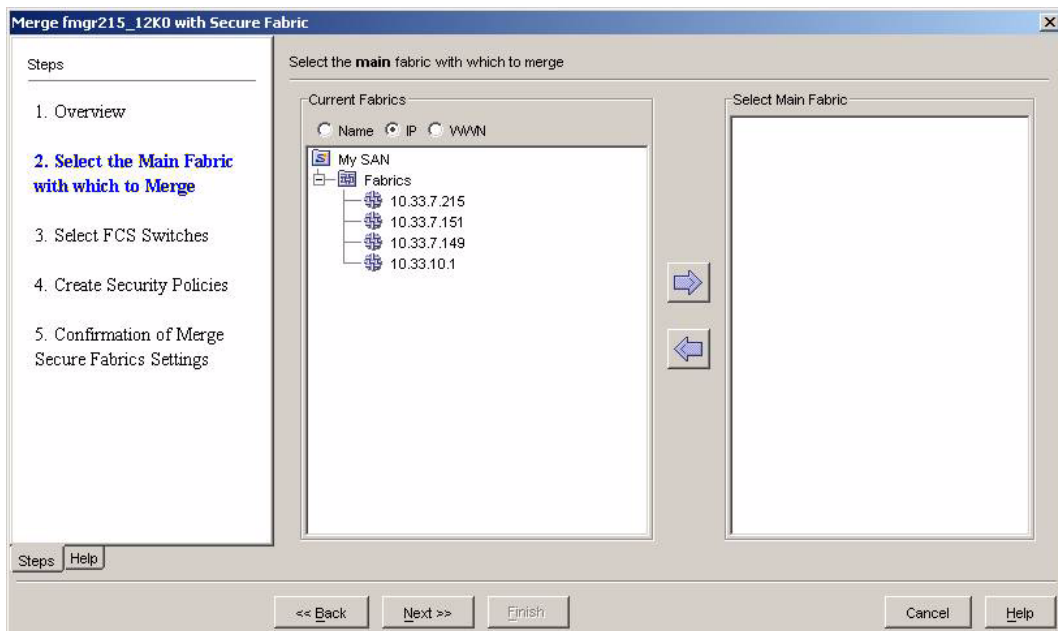 Merge fmgr215_12K0 with Secure Fabric
Steps
1. Overview
2. Select the Main Fabric
with which to Merge
3. Select FCS Switches
4. Create Security Policies
5. Confirmation of Merge
Secure Fabrics Settings
Steps
Help
Select the main fabric with which to merge
Current Fabrics
Name IP WWN
My SAN
Fabrics
10.33.7.215
10.33.7.151
10.33.7.149
10.33.10.1
Select Main Fabric
<< Back
Next >>
Finish
Cancel
Help